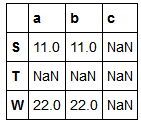 a b c
S 11.0 11.0 NaN
T NaN NaN NaN
W 22.0 22.0 NaN